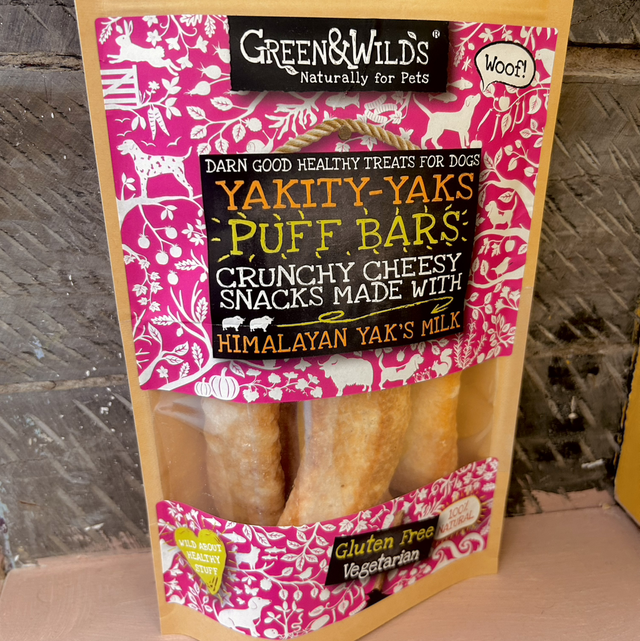 GREEN&WILD'S®
Naturally for Pets
Woof!
DARN GOOD HEALTHY TREATS FOR DOGS
YAKITY-YAKS
PUFF BARS
CRUNCHY CHEESY
SNACKS MADE WITH
HIMALAYAN YAK'S MILK
WILD ABOUT
HEALTHY
STUFF
Gluten Free
Vegetarian
100%
NATURAL